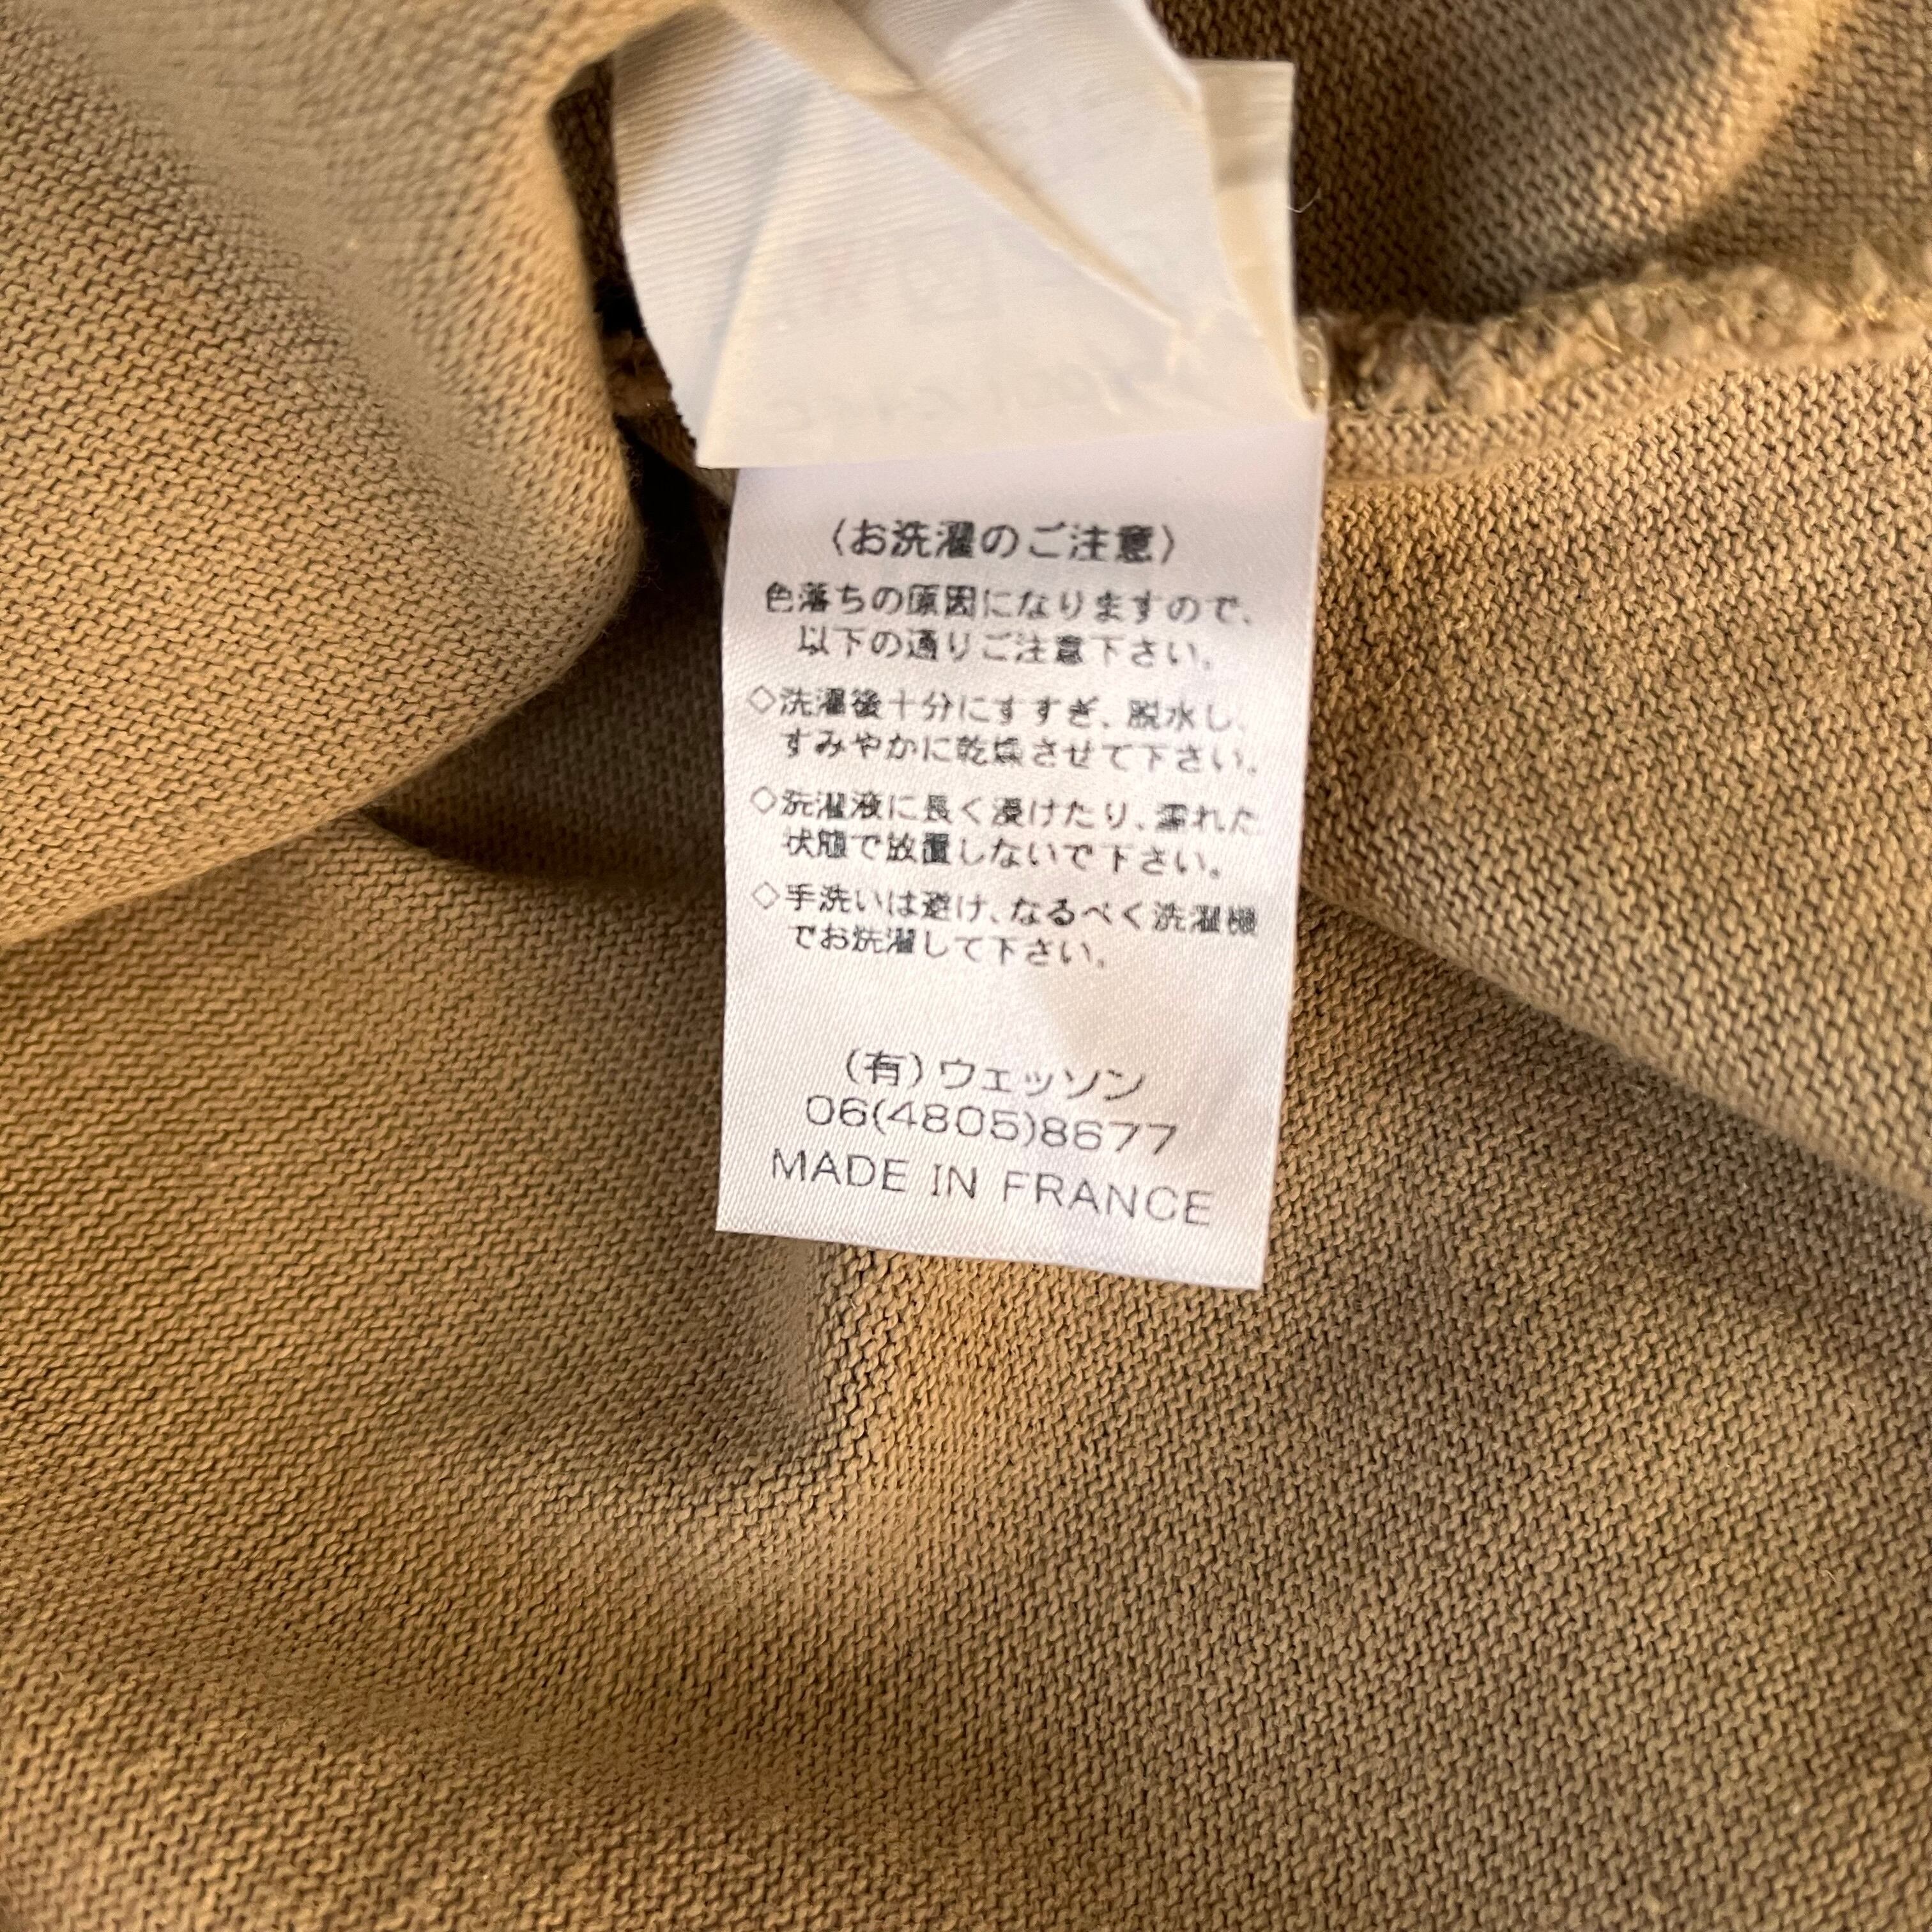 〈お洗濯のご注意〉
色落ちの原因になりますので、
以下の通りご注意下さい。
◇洗濯後十分にすすぎ、脱水し、
すみやかに乾燥させて下さい。
◇洗濯液に長く浸けたり、濡れた
状態で放置しないで下さい。
◇手洗いは避け、なるべく洗濯機
でお洗濯して下さい。
(有)ウェッソン
06(4805)8677
MADE IN FRANCE